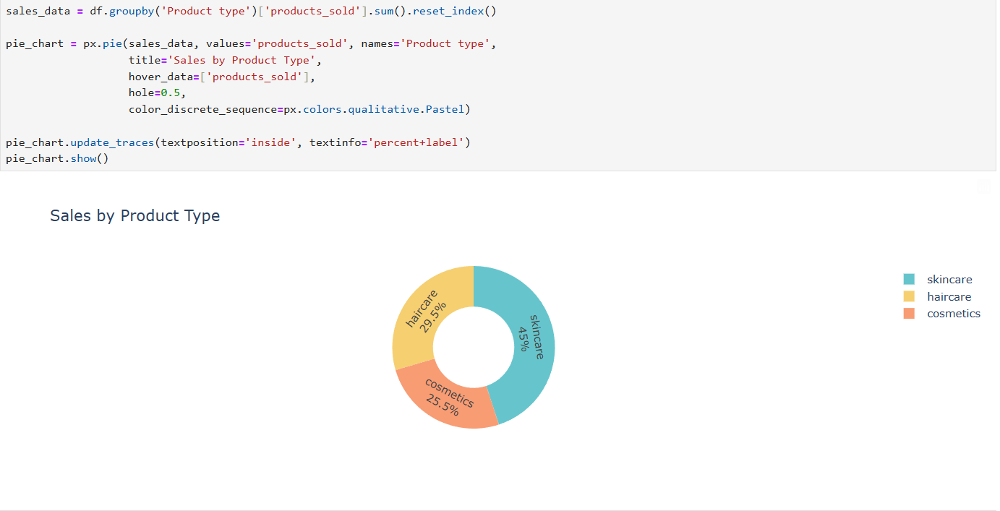 sales_data = df.groupby('Product type')['products_sold'].sum().reset_index()
pie_chart = px.pie(sales_data, values='products_sold', names='Product type',
title='Sales by Product Type',
hover_data=['products_sold'],
hole=0.5,
color_discrete_sequence=px.colors.qualitative.Pastel)
pie_chart.update_traces(textposition='inside', textinfo='percent+label')
pie_chart.show()
Sales by Product Type
skincare
haircare
cosmetics
haircare
29.5%
skincare
45%
cosmetics
25.5%